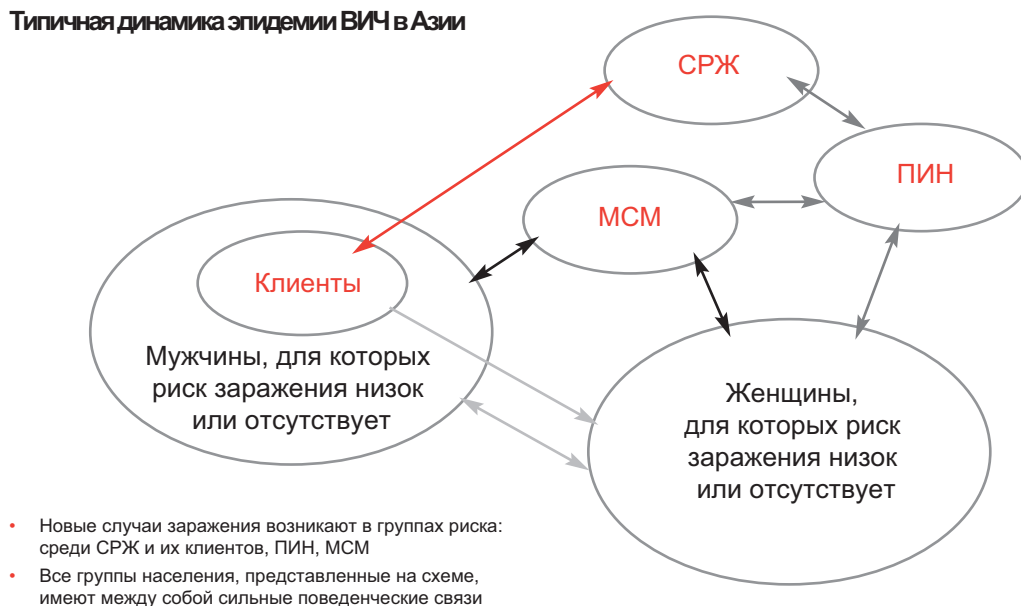 Типичная динамика эпидемии ВИЧ в Азии
СРЖ
ПИН
МСМ
Клиенты
Мужчины, для которых
риск заражения низок
или отсутствует
Женщины,
для которых риск
заражения низок
или отсутствует
• Новые случаи заражения возникают в группах риска:
среди СРЖ и их клиентов, ПИН, МСМ
• Все группы населения, представленные на схеме,
имеют между собой сильные поведенческие связи